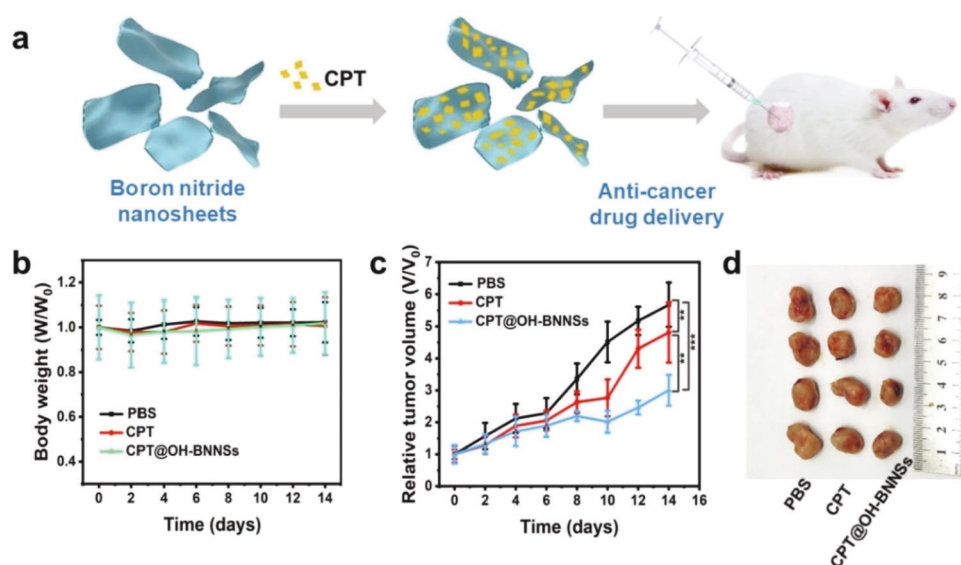 a
CPT
Boron nitride
nanosheets
Anti-cancer
drug delivery
b
Body weight (W/W₀)
1.2
1.0
0.8
0.6
0.4
PBS
CPT
CPT@OH-BNNSs
0 2 4 6 8 10 12 14
Time (days)
c
Relative tumor volume (V/V₀)
7
6
5
4
3
2
1
0
PBS
CPT
CPT@OH-BNNSs
**
**
***
0 2 4 6 8 10 12 14 16
Time (days)
d
9
8
7
6
5
4
3
2
1
PBS
CPT
CPT@OH-BNNSs